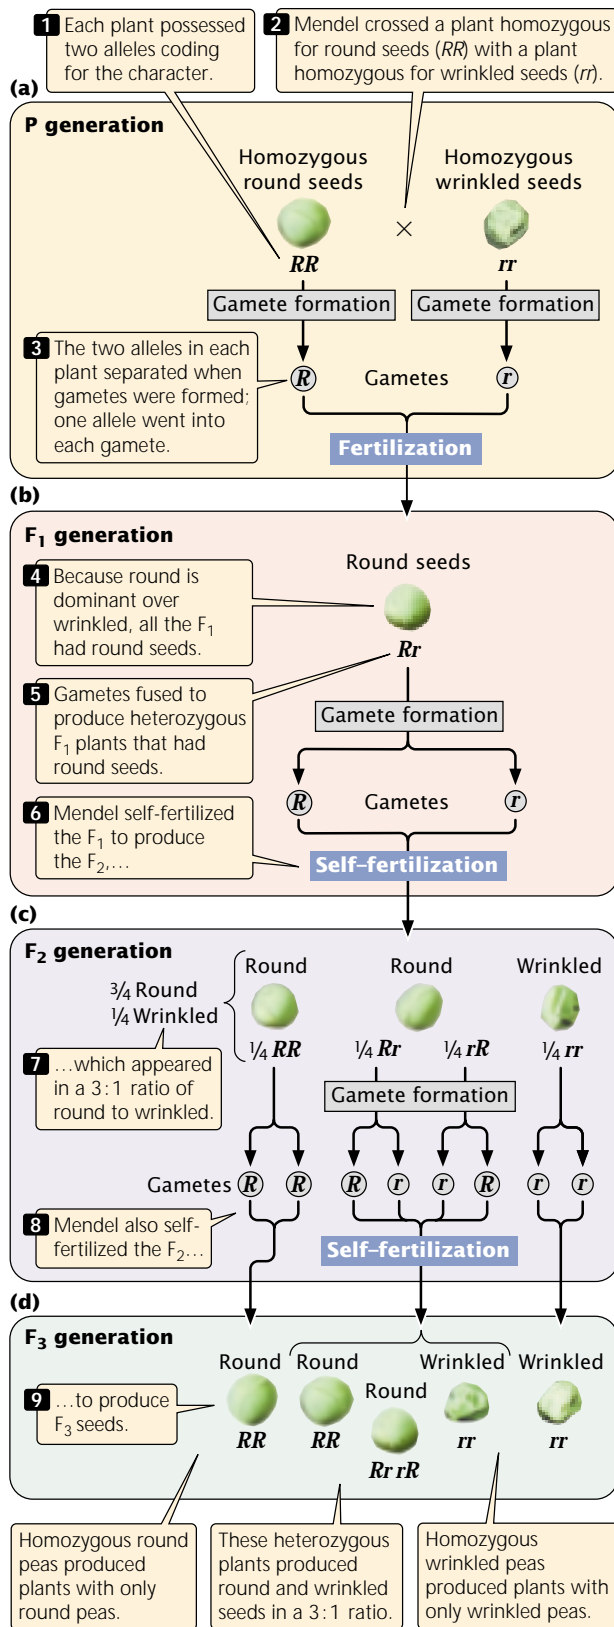 1 Each plant possessed
two alleles coding
for the character.
2 Mendel crossed a plant homozygous
for round seeds (RR) with a plant
homozygous for wrinkled seeds (rr).
(a)
P generation
Homozygous
round seeds
Homozygous
wrinkled seeds
×
RR
rr
Gamete formation
Gamete formation
3 The two alleles in each
plant separated when
gametes were formed;
one allele went into
each gamete.
R Gametes r
Fertilization
(b)
F1 generation
4 Because round is
dominant over
wrinkled, all the F1
had round seeds.
Round seeds
Rr
5 Gametes fused to
produce heterozygous
F1 plants that had
round seeds.
Gamete formation
R Gametes r
6 Mendel self-fertilized
the F1 to produce
the F2,…
Self–fertilization
(c)
F2 generation
Round Round Wrinkled
¾ Round
¼ Wrinkled
¼ RR ¼ Rr ¼ rR ¼ rr
7 …which appeared
in a 3:1 ratio of
round to wrinkled.
Gamete formation
Gametes R R R r r R r r
8 Mendel also self-
fertilized the F2…
Self–fertilization
(d)
F3 generation
Round Round Wrinkled Wrinkled
Round
9 …to produce
F3 seeds.
RR RR rr rr
Rr rR
Homozygous round
peas produced
plants with only
round peas.
These heterozygous
plants produced
round and wrinkled
seeds in a 3:1 ratio.
Homozygous
wrinkled peas
produced plants with
only wrinkled peas.